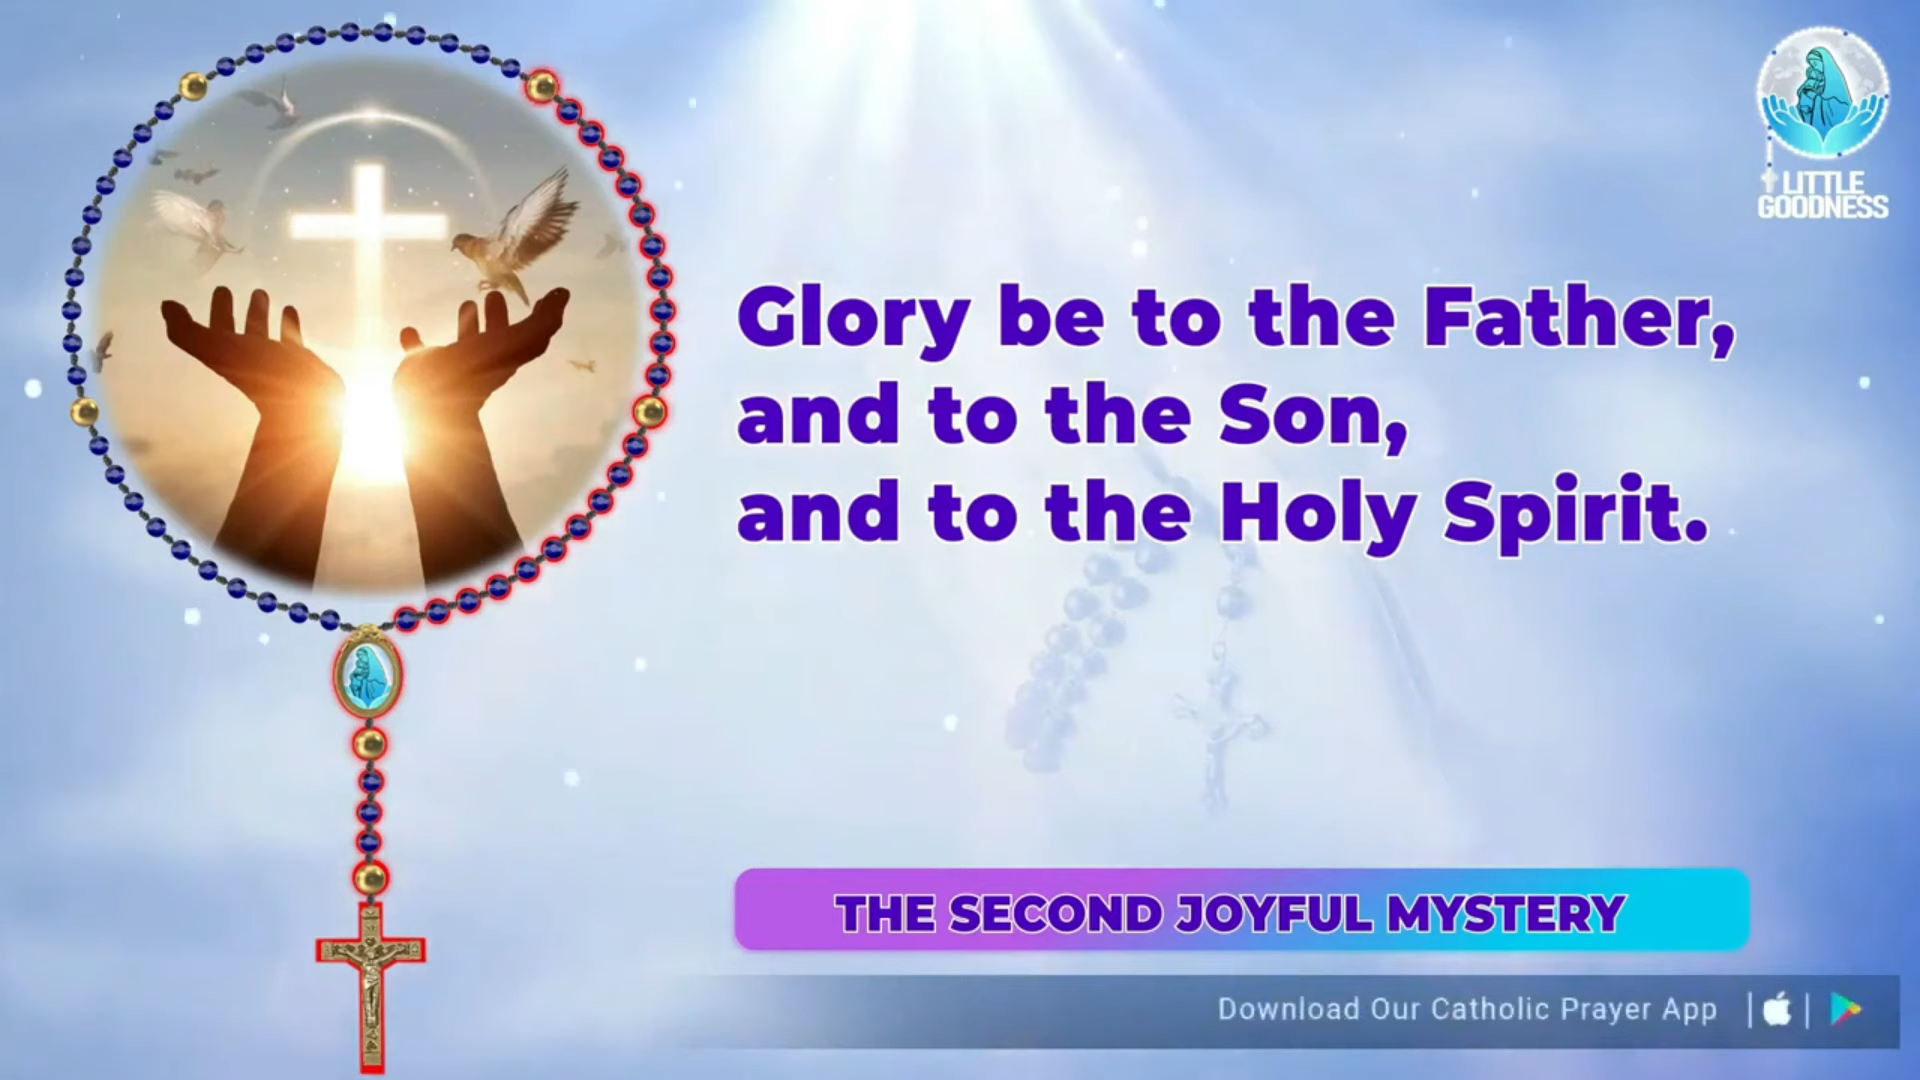 LITTLE
GOODNESS
Glory be to the Father,
and to the Son,
and to the Holy Spirit.
THE SECOND JOYFUL MYSTERY
Download Our Catholic Prayer App